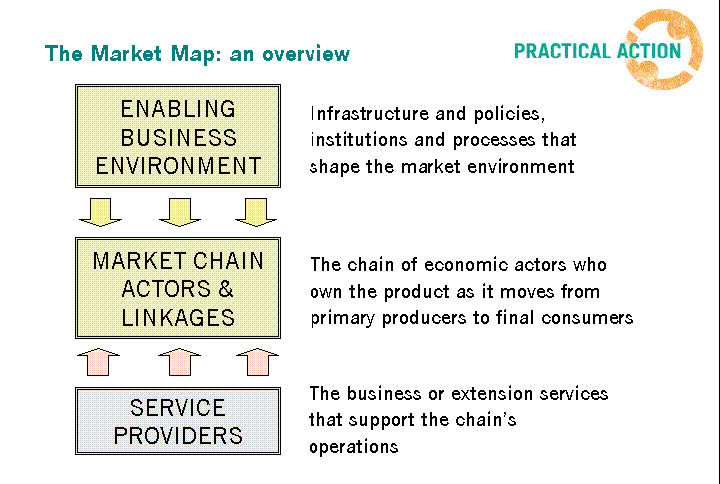 The Market Map: an overview
PRACTICAL ACTION
ENABLING
BUSINESS
ENVIRONMENT
Infrastructure and policies,
institutions and processes that
shape the market environment
MARKET CHAIN
ACTORS &
LINKAGES
The chain of economic actors who
own the product as it moves from
primary producers to final consumers
SERVICE
PROVIDERS
The business or extension services
that support the chain's
operations